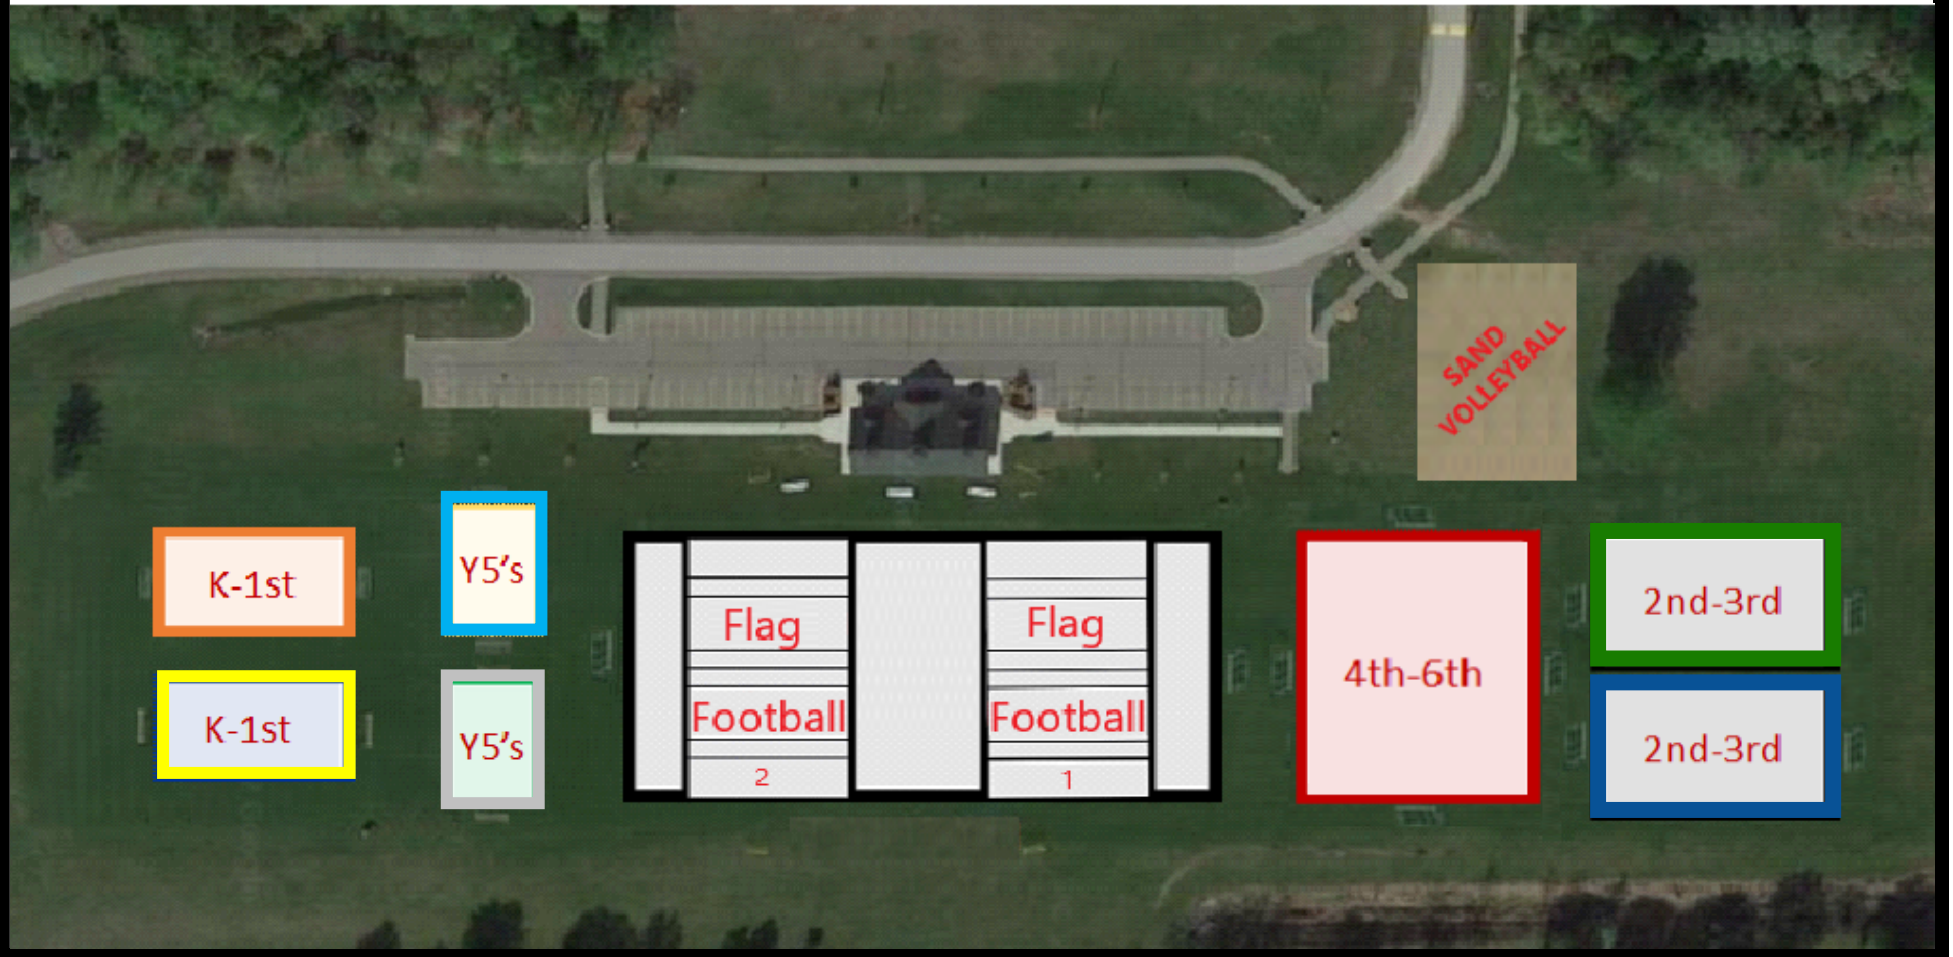 SAND
VOLLEYBALL
K-1st
Y5's
Flag
Football
2
Flag
Football
1
4th-6th
2nd-3rd
K-1st
Y5's
2nd-3rd